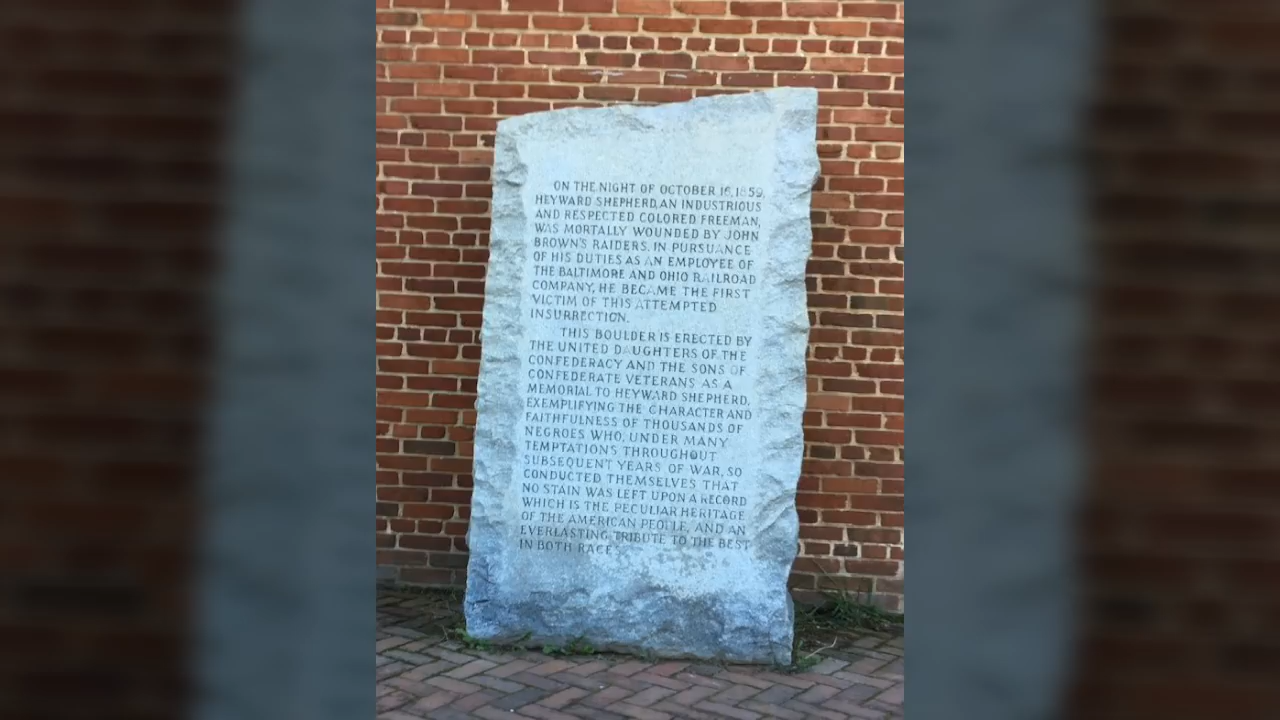 ON THE NIGHT OF OCTOBER 16, 1859,
HEYWARD SHEPHERD, AN INDUSTRIOUS
AND RESPECTED COLORED FREEMAN,
WAS MORTALLY WOUNDED BY JOHN
BROWN'S RAIDERS. IN PURSUANCE
OF HIS DUTIES AS AN EMPLOYEE OF
THE BALTIMORE AND OHIO RAILROAD
COMPANY, HE BECAME THE FIRST
VICTIM OF THIS ATTEMPTED
INSURRECTION.
THIS BOULDER IS ERECTED BY
THE UNITED DAUGHTERS OF THE
CONFEDERACY AND THE SONS OF
CONFEDERATE VETERANS AS A
MEMORIAL TO HEYWARD SHEPHERD,
EXEMPLIFYING THE CHARACTER AND
FAITHFULNESS OF THOUSANDS OF
NEGROES WHO, UNDER MANY
TEMPTATIONS THROUGHOUT
SUBSEQUENT YEARS OF WAR, SO
CONDUCTED THEMSELVES THAT
NO STAIN WAS LEFT UPON A RECORD
WHICH IS THE PECULIAR HERITAGE
OF THE AMERICAN PEOPLE, AND AN
EVERLASTING TRIBUTE TO THE BEST
IN BOTH RACES.